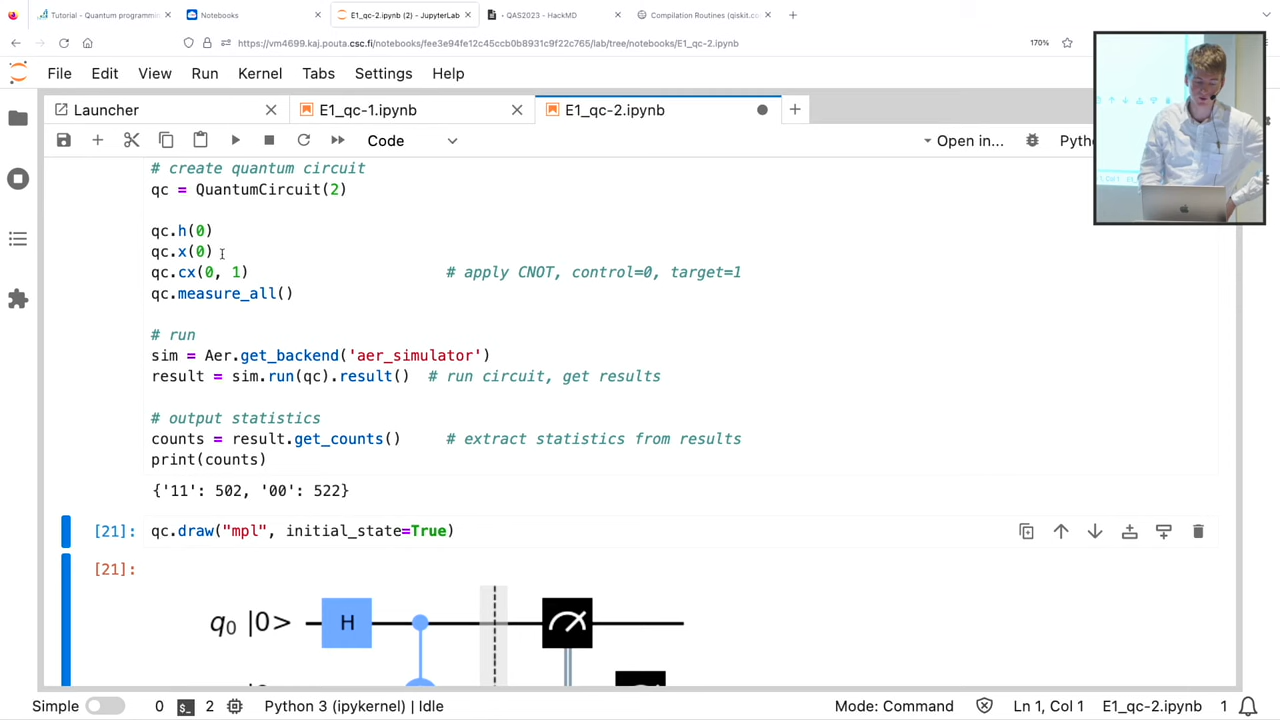 Tutorial - Quantum programmin
Notebooks
E1_qc-2.ipynb (2) - JupyterLab
- QAS2023 - HackMD
Compilation Routines (qiskit.c
https://vm4699.kaj.pouta.csc.fi/notebooks/fee3e94fe12c45ccb0b8931c9f22c765/lab/tree/notebooks/E1_qc-2.ipynb
170%
File Edit View Run Kernel Tabs Settings Help
Launcher
E1_qc-1.ipynb
E1_qc-2.ipynb
Code
Open in...
Pytho
# create quantum circuit
qc = QuantumCircuit(2)
qc.h(0)
qc.x(0)
qc.cx(0, 1) # apply CNOT, control=0, target=1
qc.measure_all()
# run
sim = Aer.get_backend('aer_simulator')
result = sim.run(qc).result() # run circuit, get results
# output statistics
counts = result.get_counts() # extract statistics from results
print(counts)
{'11': 502, '00': 522}
[21]: qc.draw("mpl", initial_state=True)
[21]:
q0 |0> H
Simple 0 2 Python 3 (ipykernel) | Idle Mode: Command Ln 1, Col 1 E1_qc-2.ipynb 1